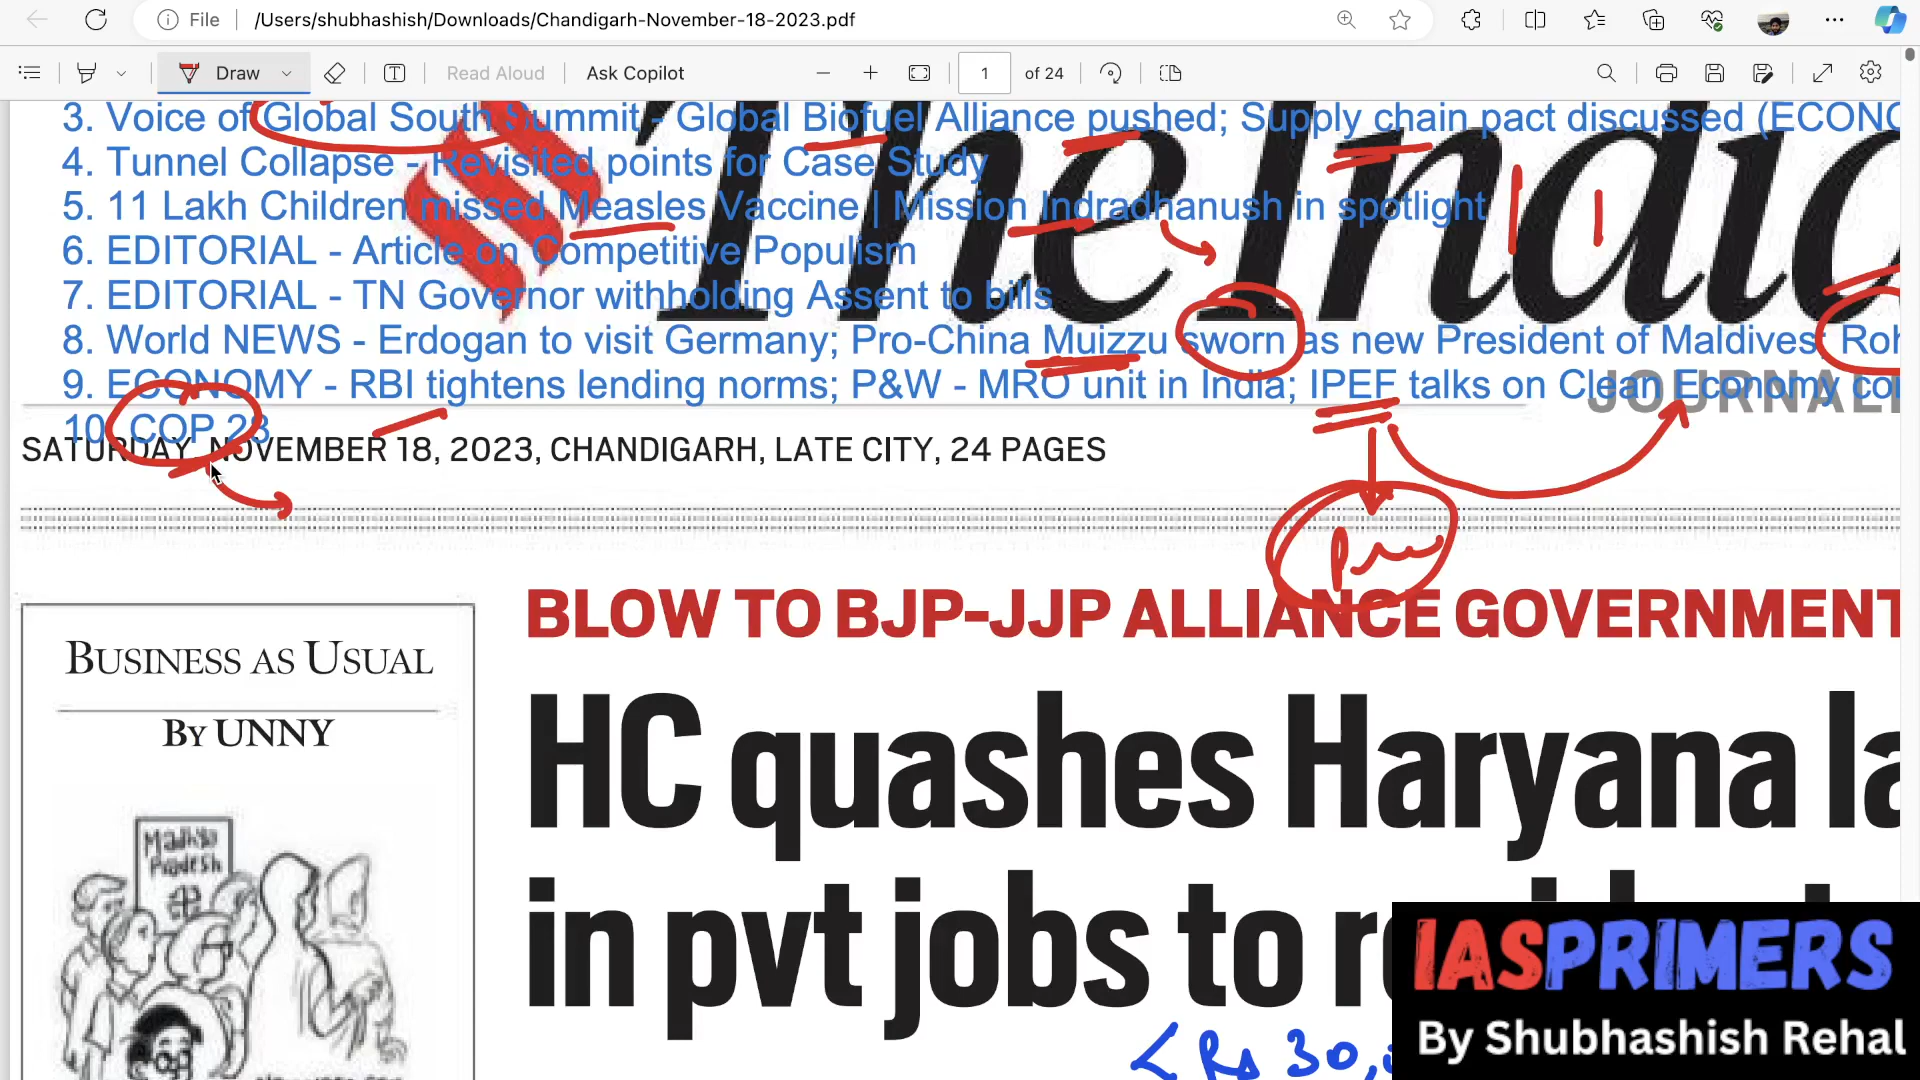 File /Users/shubhashish/Downloads/Chandigarh-November-18-2023.pdf
Draw Read Aloud Ask Copilot 1 of 24
3. Voice of Global South Summit - Global Biofuel Alliance pushed; Supply chain pact discussed (ECONO
4. Tunnel Collapse - Revisited points for Case Study
5. 11 Lakh Children missed Measles Vaccine | Mission Indradhanush in spotlight
6. EDITORIAL - Article on Competitive Populism
7. EDITORIAL - TN Governor withholding Assent to bills
8. World NEWS - Erdogan to visit Germany; Pro-China Muizzu sworn as new President of Maldives; Roh
9. ECONOMY - RBI tightens lending norms; P&W - MRO unit in India; IPEF talks on Clean Economy co
10. COP 23
The India
JOURNALI
SATURDAY, NOVEMBER 18, 2023, CHANDIGARH, LATE CITY, 24 PAGES
Pre
BLOW TO BJP-JJP ALLIANCE GOVERNMENT
BUSINESS AS USUAL
BY UNNY
HC quashes Haryana la
in pvt jobs to
Madhya
Pradesh
< Rs 30,
IASPRIMERS
By Shubhashish Rehal